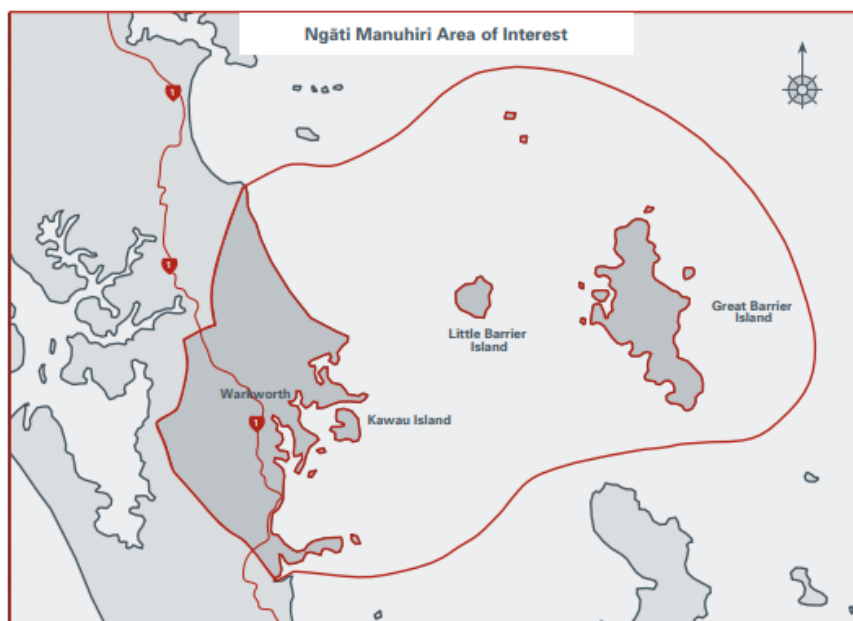 Ngāti Manuhiri Area of Interest
1
1
Great Barrier
Island
Little Barrier
Island
Warkworth
Kawau Island
1